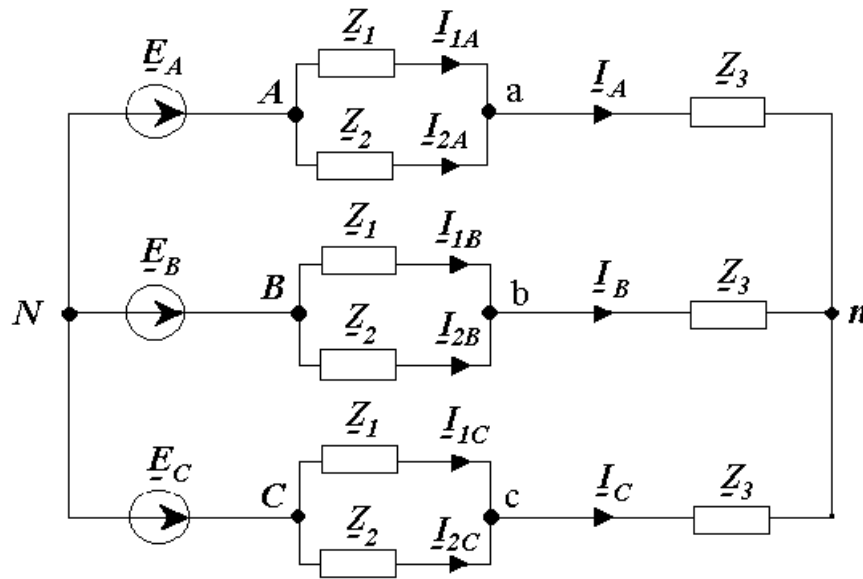 E_A Z_1 I_1A
A a I_A Z_3
Z_2 I_2A
E_B Z_1 I_1B
N B b I_B Z_3 n
Z_2 I_2B
E_C Z_1 I_1C
C c I_C Z_3
Z_2 I_2C